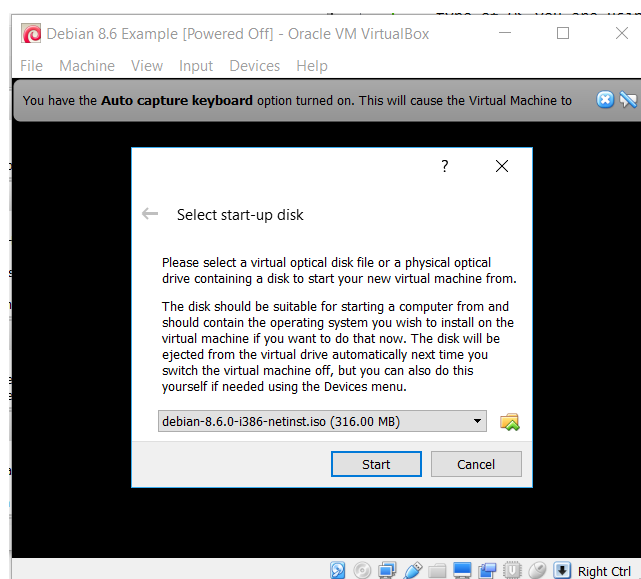 Debian 8.6 Example [Powered Off] - Oracle VM VirtualBox
File Machine View Input Devices Help
You have the Auto capture keyboard option turned on. This will cause the Virtual Machine to
?
Select start-up disk
Please select a virtual optical disk file or a physical optical
drive containing a disk to start your new virtual machine from.
The disk should be suitable for starting a computer from and
should contain the operating system you wish to install on the
virtual machine if you want to do that now. The disk will be
ejected from the virtual drive automatically next time you
switch the virtual machine off, but you can also do this
yourself if needed using the Devices menu.
debian-8.6.0-i386-netinst.iso (316.00 MB)
Start Cancel
Right Ctrl